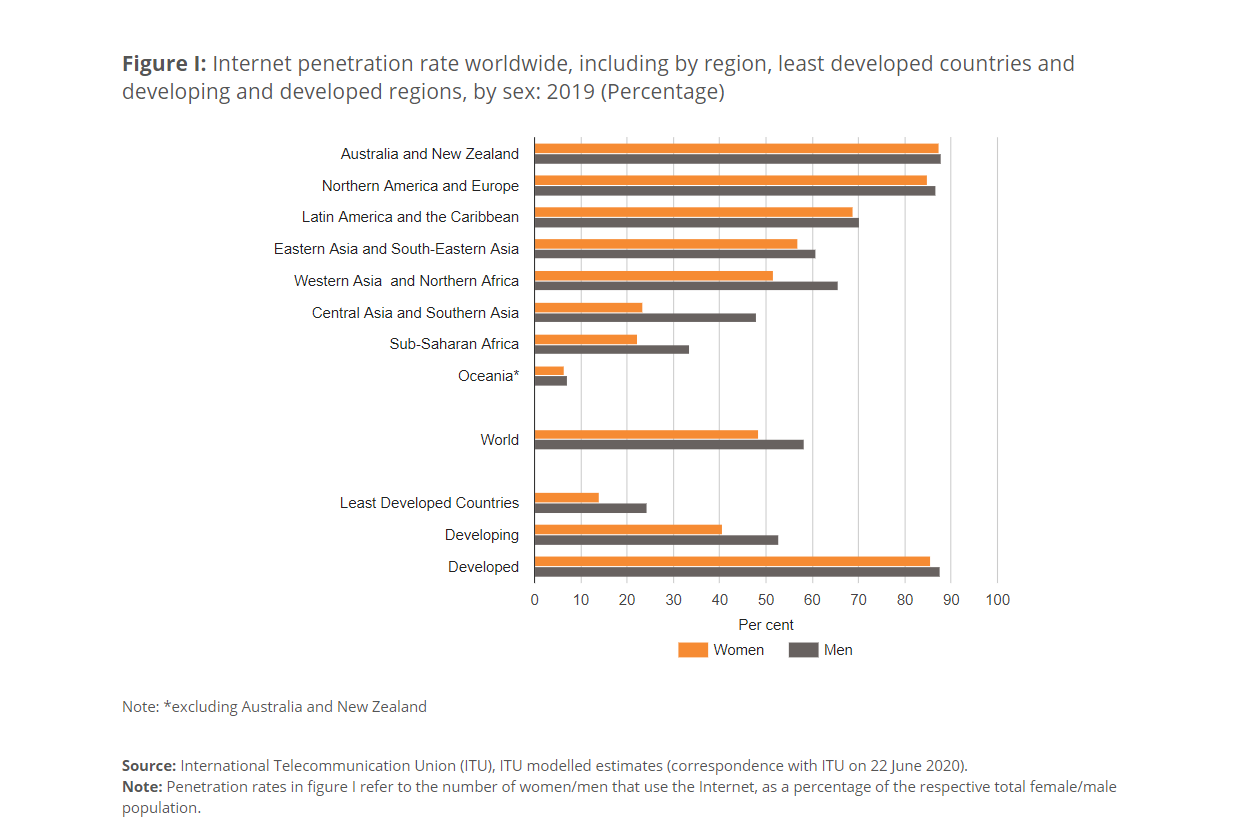 Figure I: Internet penetration rate worldwide, including by region, least developed countries and
developing and developed regions, by sex: 2019 (Percentage)
Australia and New Zealand
Northern America and Europe
Latin America and the Caribbean
Eastern Asia and South-Eastern Asia
Western Asia  and Northern Africa
Central Asia and Southern Asia
Sub-Saharan Africa
Oceania*
World
Least Developed Countries
Developing
Developed
0 10 20 30 40 50 60 70 80 90 100
Per cent
Women Men
Note: *excluding Australia and New Zealand
Source: International Telecommunication Union (ITU), ITU modelled estimates (correspondence with ITU on 22 June 2020).
Note: Penetration rates in figure I refer to the number of women/men that use the Internet, as a percentage of the respective total female/male
population.